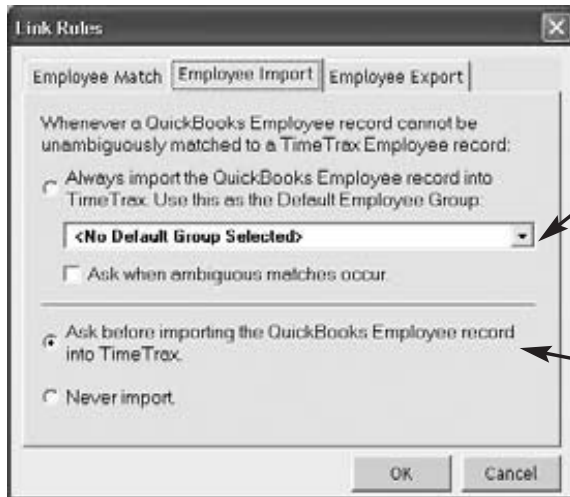 Link Rules
Employee Match Employee Import Employee Export
Whenever a QuickBooks Employee record cannot be
unambiguously matched to a TimeTrax Employee record:
Always import the QuickBooks Employee record into
TimeTrax. Use this as the Default Employee Group:
<No Default Group Selected>
Ask when ambiguous matches occur.
Ask before importing the QuickBooks Employee record
into TimeTrax.
Never import.
OK Cancel